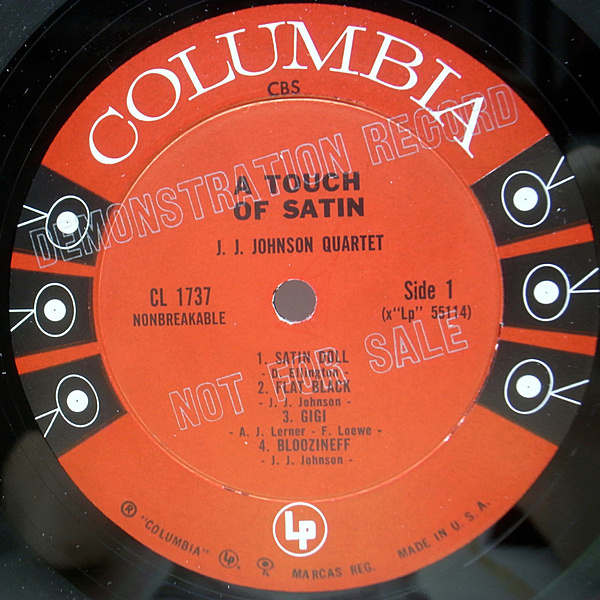 COLUMBIA
CBS
DEMONSTRATION RECORD
A TOUCH
OF SATIN
J. J. JOHNSON QUARTET
CL 1737
NONBREAKABLE
Side 1
(x"Lp" 55114)
NOT FOR SALE
1. SATIN DOLL
- D. Ellington -
2. FLAT BLACK
- J. J. Johnson -
3. GIGI
- A. J. Lerner - F. Loewe -
4. BLOOZINEFF
- J. J. Johnson -
Lp
® "COLUMBIA" Lp MARCAS REG. MADE IN U.S.A.